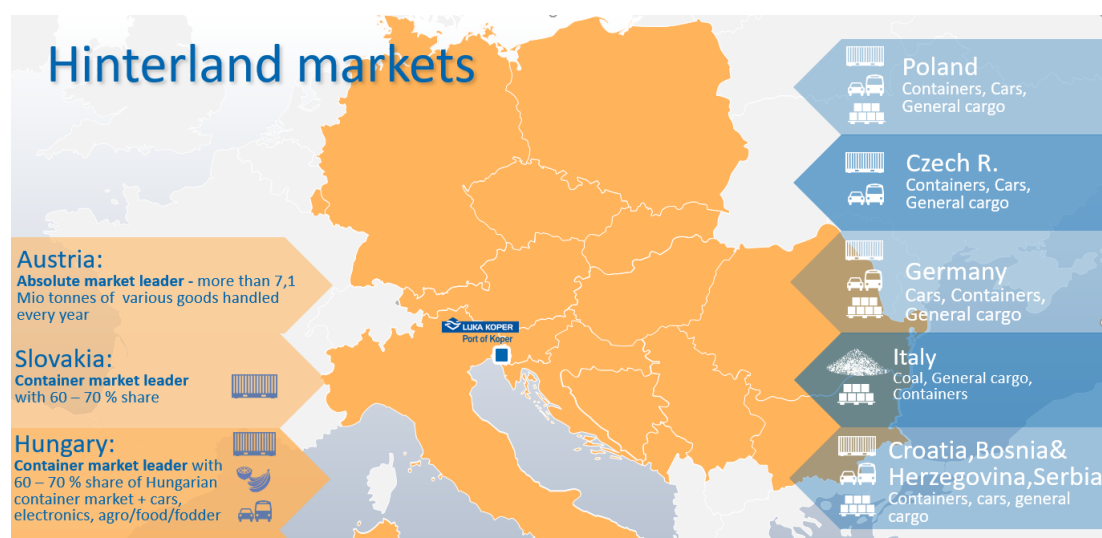 Hinterland markets
Austria:
Absolute market leader - more than 7,1
Mio tonnes of various goods handled
every year
Slovakia:
Container market leader
with 60 – 70 % share
Hungary:
Container market leader with
60 – 70 % share of Hungarian
container market + cars,
electronics, agro/food/fodder
LUKA KOPER
Port of Koper
Poland
Containers, Cars,
General cargo
Czech R.
Containers, Cars,
General cargo
Germany
Cars, Containers,
General cargo
Italy
Coal, General cargo,
Containers
Croatia,Bosnia&
Herzegovina,Serbia
Containers, cars, general
cargo